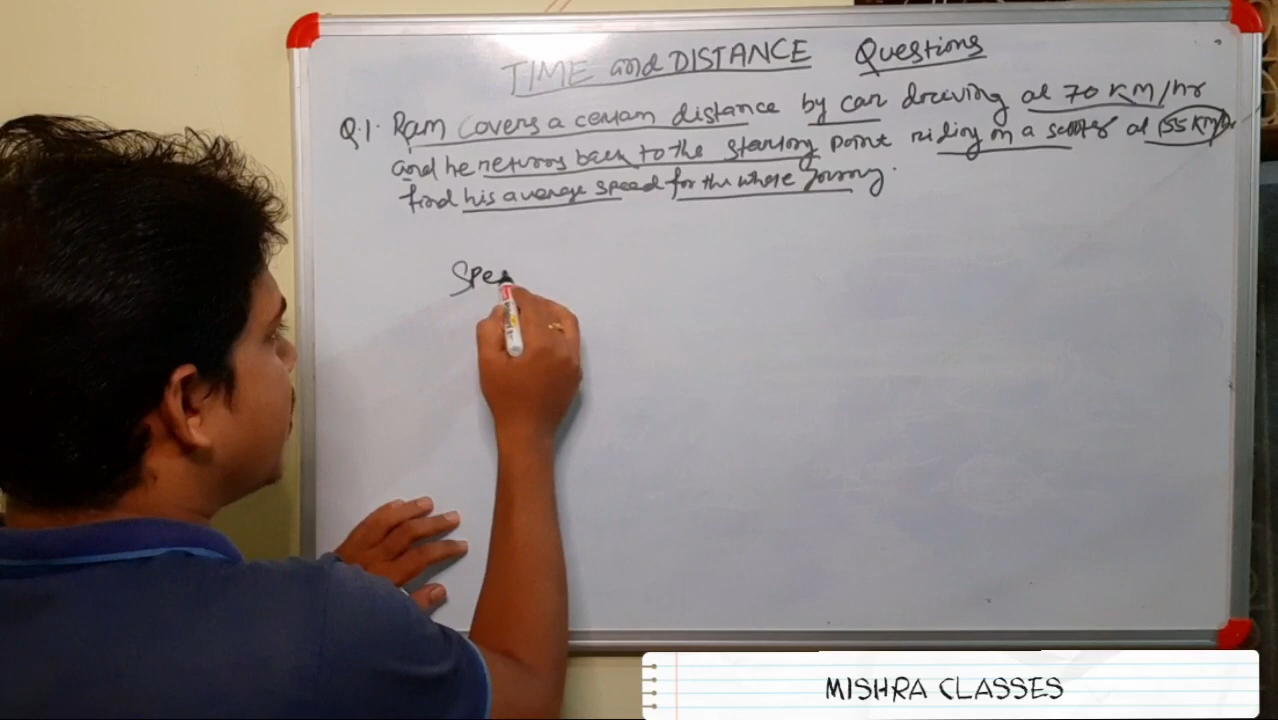 TIME and DISTANCE Questions
Q.1. Ram Covers a certain distance by car driving at 70 KM/hr
and he returns back to the starting point riding on a scooter at (55 KM/hr
find his average speed for the whole Journey.
Spee
MISHRA CLASSES